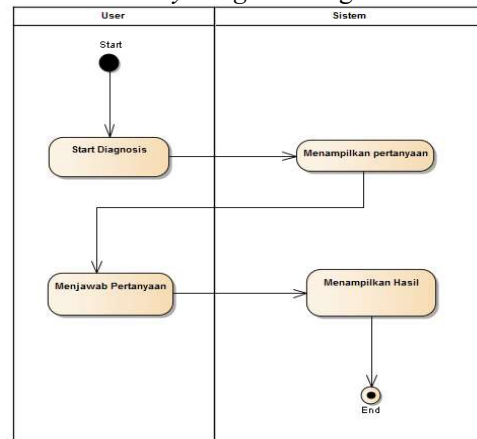 User Sistem
Start
Start Diagnosis
Menampilkan pertanyaan
Menjawab Pertanyaan
Menampilkan Hasil
End